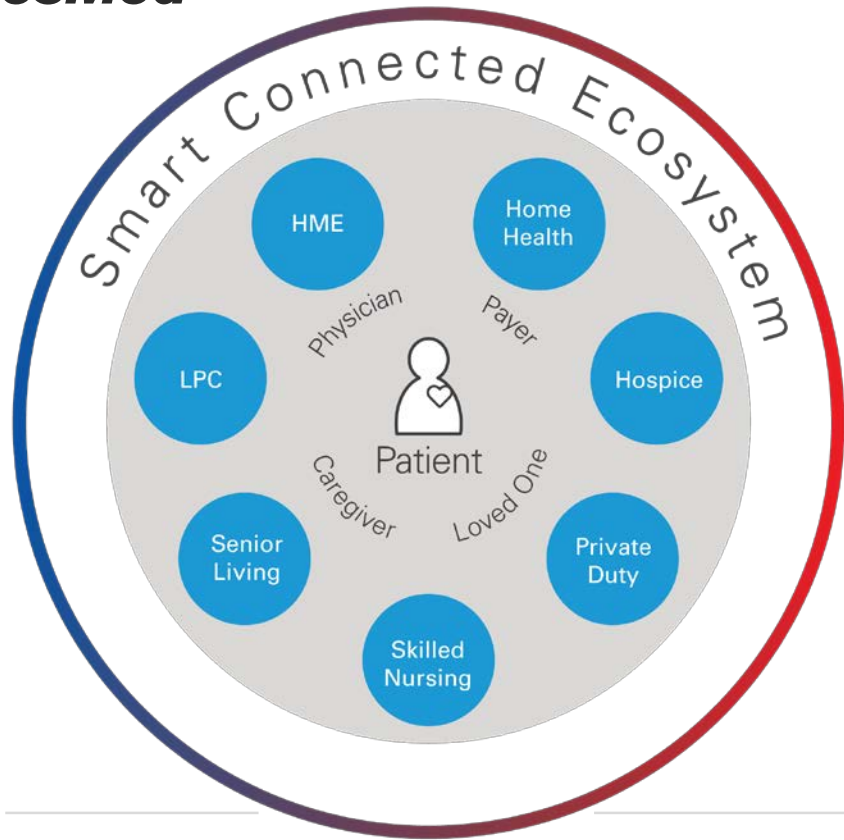 Smart Connected Ecosystem
HME
Home
Health
Physician
Payer
LPC
Hospice
Patient
Caregiver
Loved One
Senior
Living
Private
Duty
Skilled
Nursing